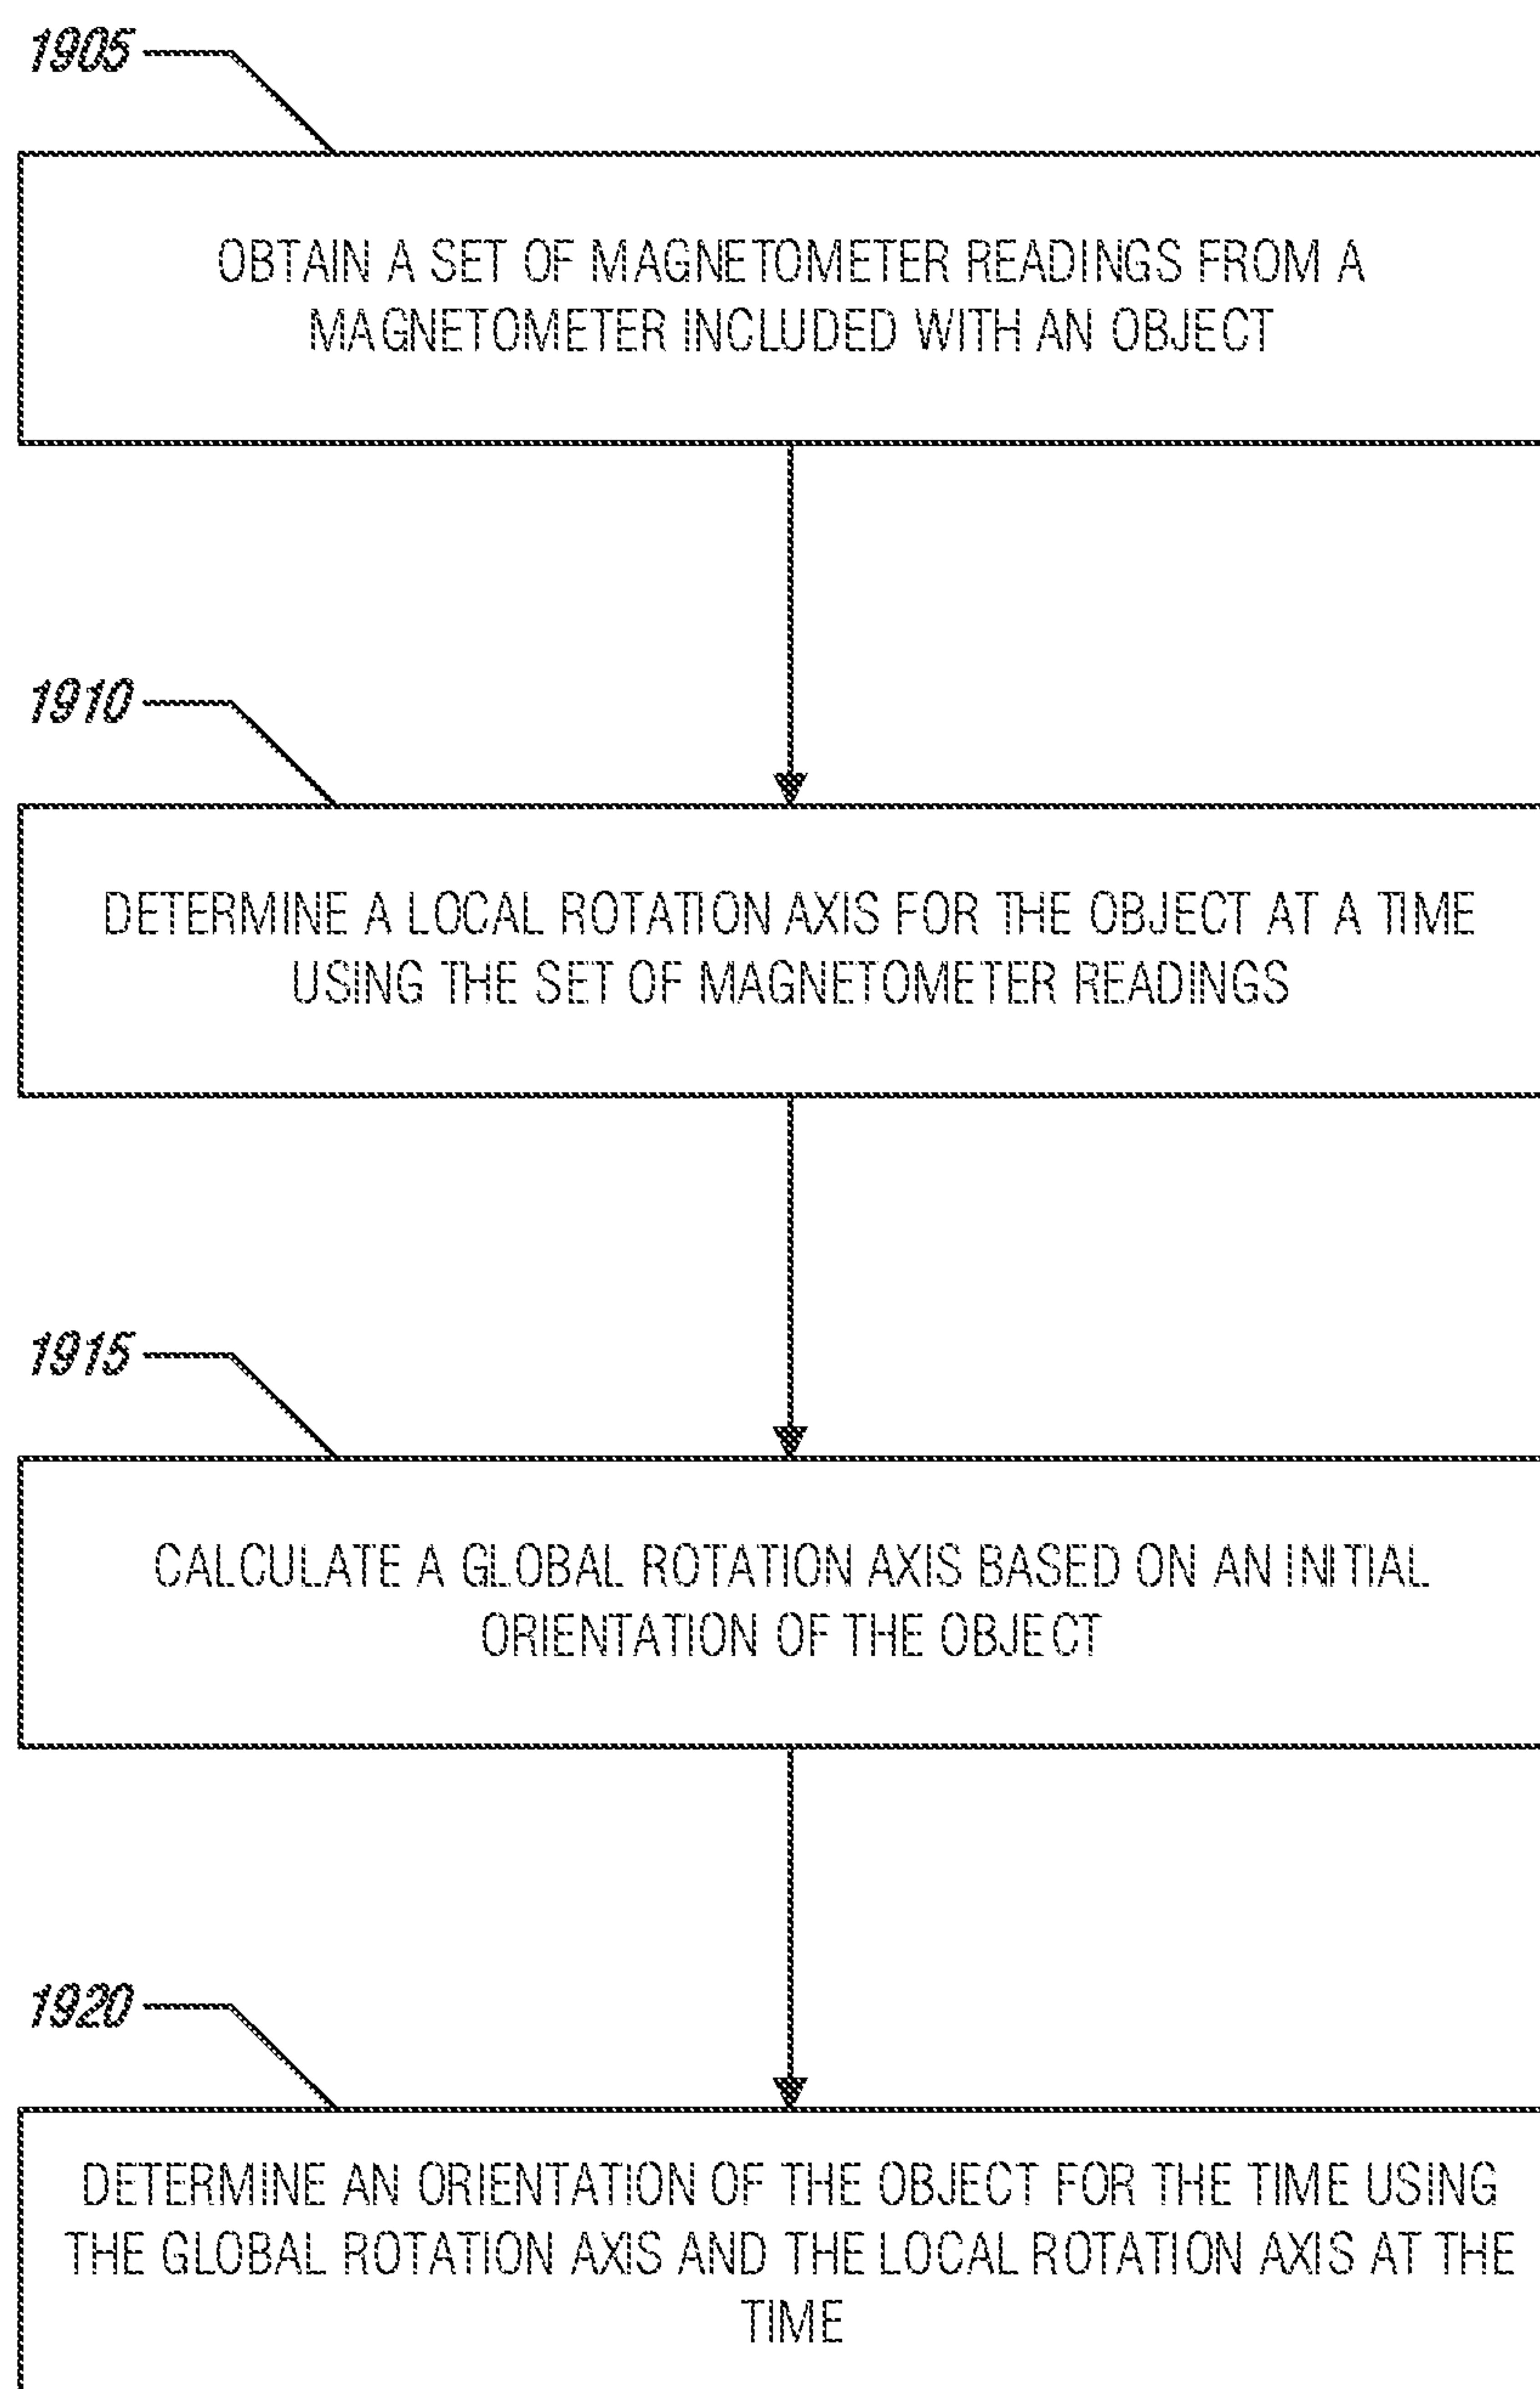 1905
OBTAIN A SET OF MAGNETOMETER READINGS FROM A
MAGNETOMETER INCLUDED WITH AN OBJECT
1910
DETERMINE A LOCAL ROTATION AXIS FOR THE OBJECT AT A TIME
USING THE SET OF MAGNETOMETER READINGS
1915
CALCULATE A GLOBAL ROTATION AXIS BASED ON AN INITIAL
ORIENTATION OF THE OBJECT
1920
DETERMINE AN ORIENTATION OF THE OBJECT FOR THE TIME USING
THE GLOBAL ROTATION AXIS AND THE LOCAL ROTATION AXIS AT THE
TIME